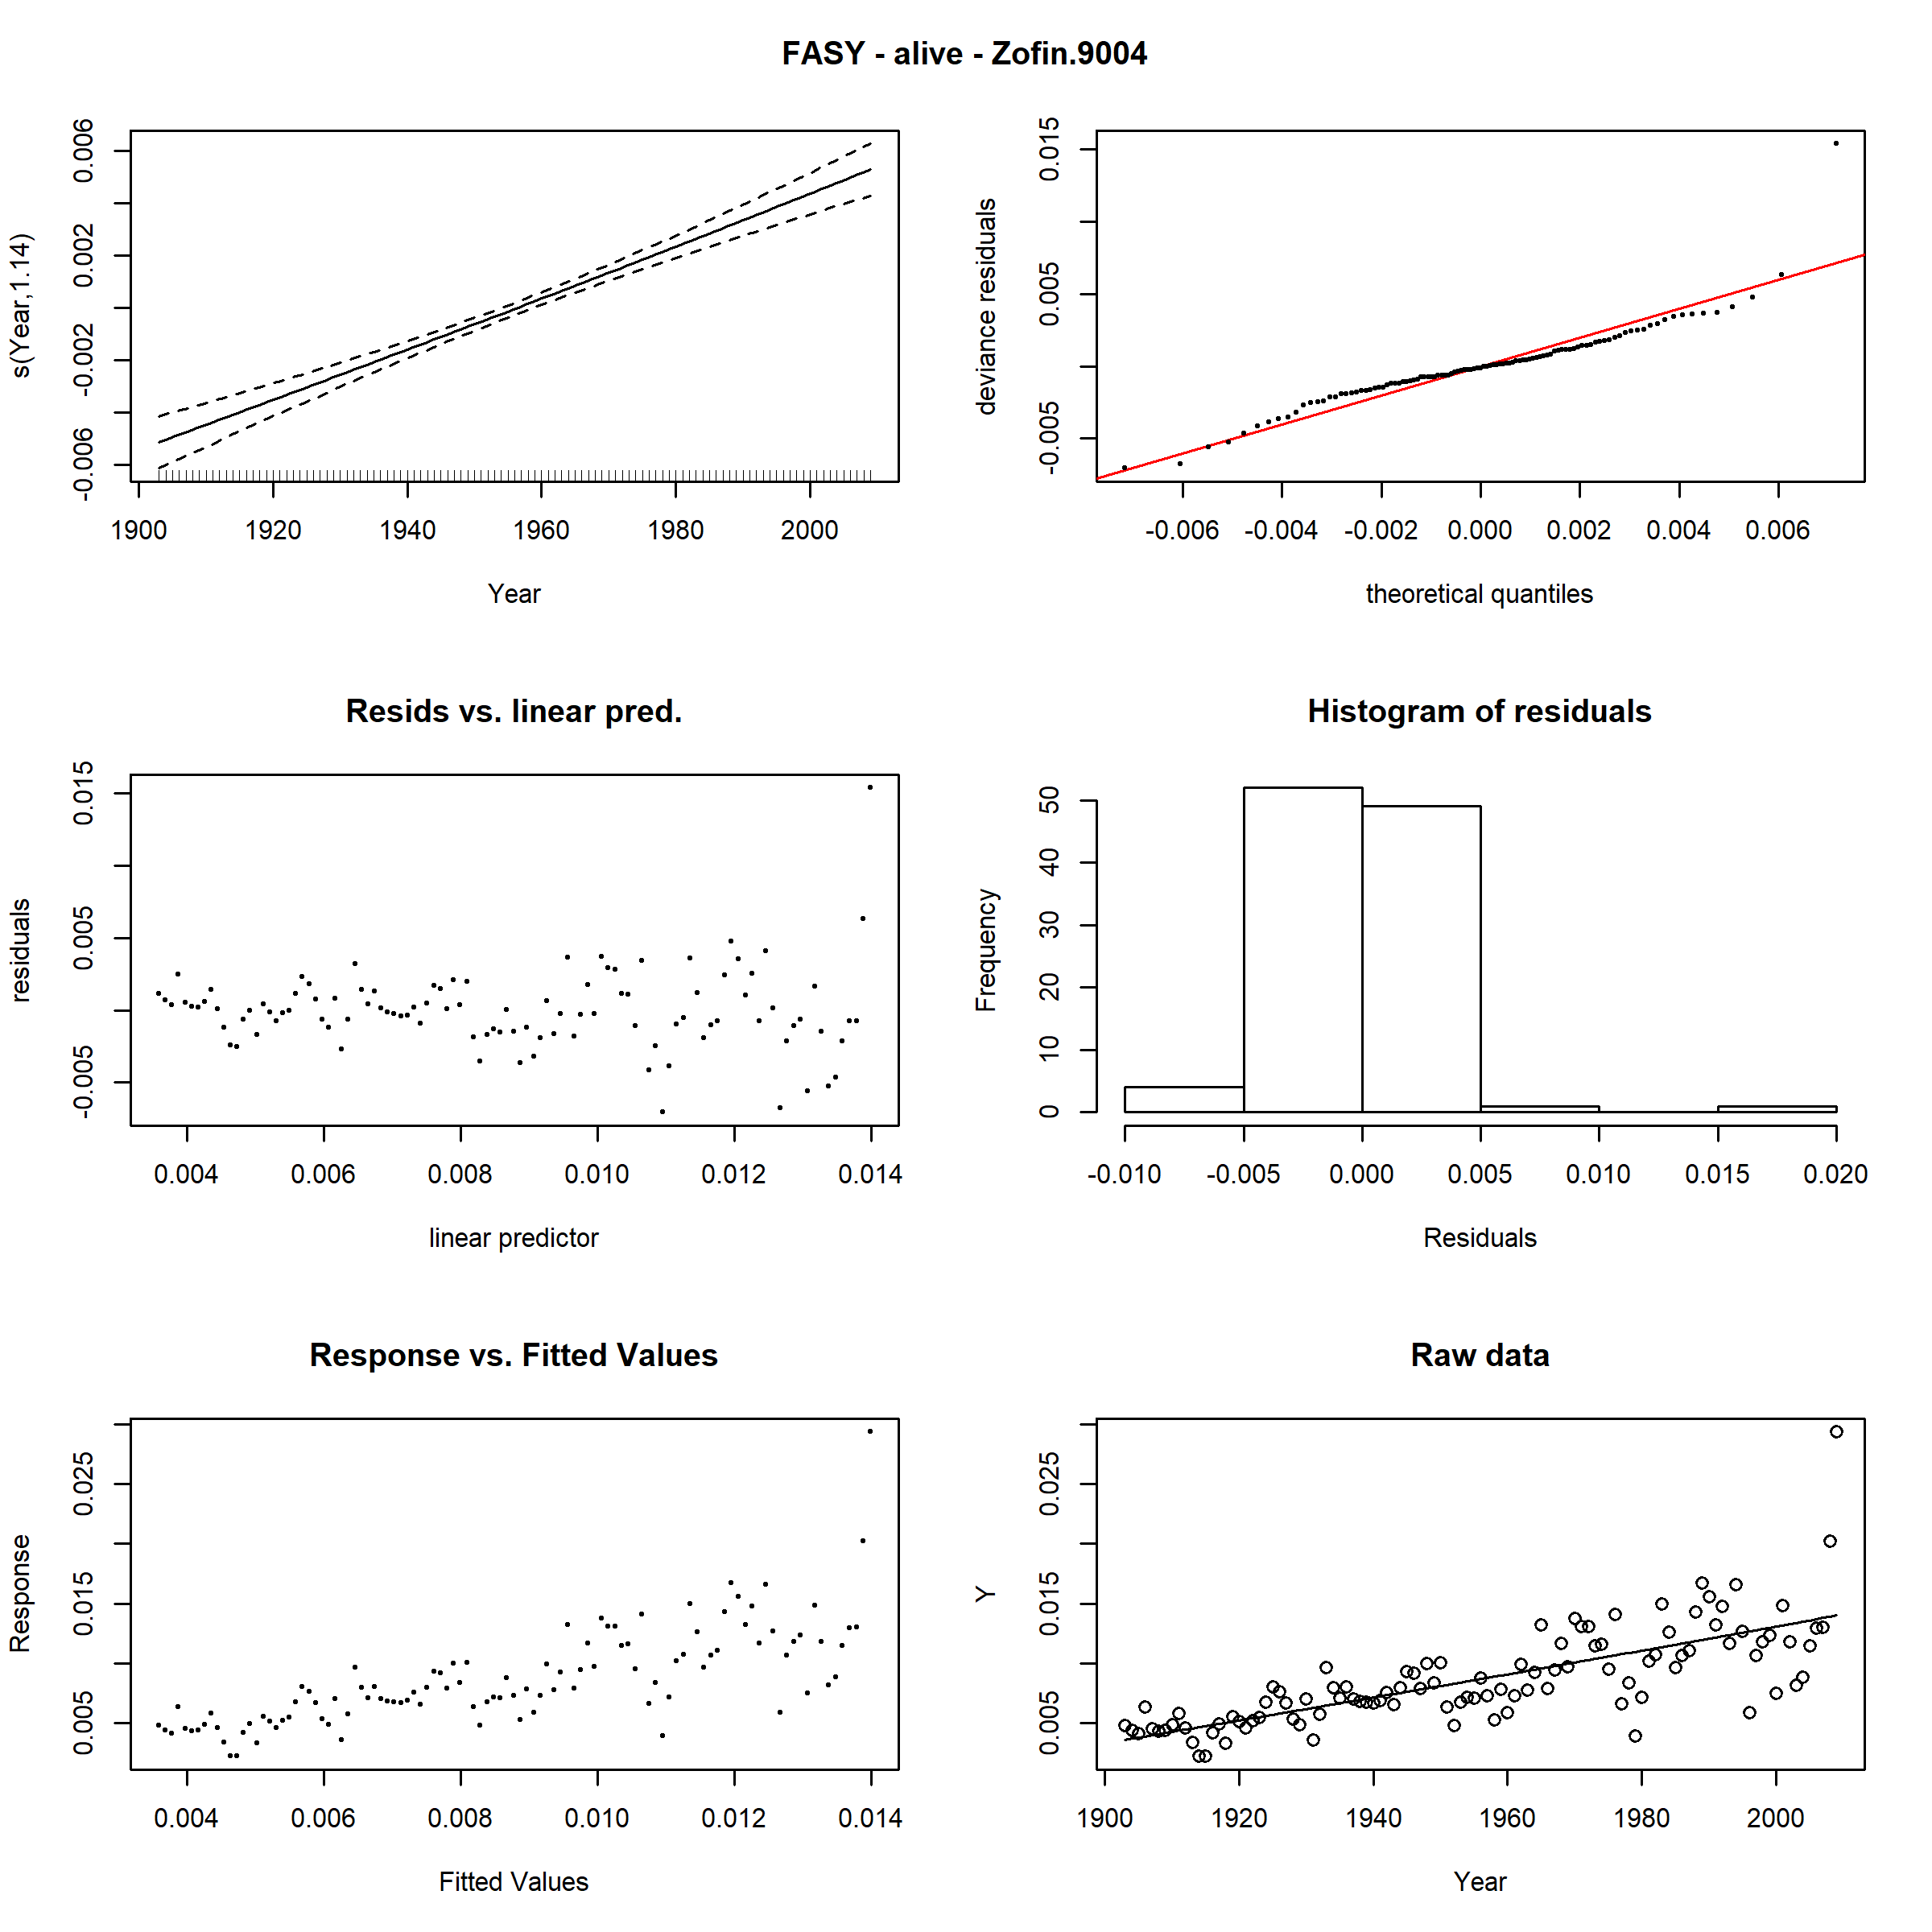 FASY - alive - Zofin.9004
s(Year,1.14)
-0.006 -0.002 0.002 0.006
1900 1920 1940 1960 1980 2000
Year
deviance residuals
-0.005 0.005 0.015
-0.006 -0.004 -0.002 0.000 0.002 0.004 0.006
theoretical quantiles
Resids vs. linear pred.
residuals
-0.005 0.005 0.015
0.004 0.006 0.008 0.010 0.012 0.014
linear predictor
Histogram of residuals
Frequency
0 10 20 30 40 50
-0.010 -0.005 0.000 0.005 0.010 0.015 0.020
Residuals
Response vs. Fitted Values
Response
0.005 0.015 0.025
0.004 0.006 0.008 0.010 0.012 0.014
Fitted Values
Raw data
Y
0.005 0.015 0.025
1900 1920 1940 1960 1980 2000
Year